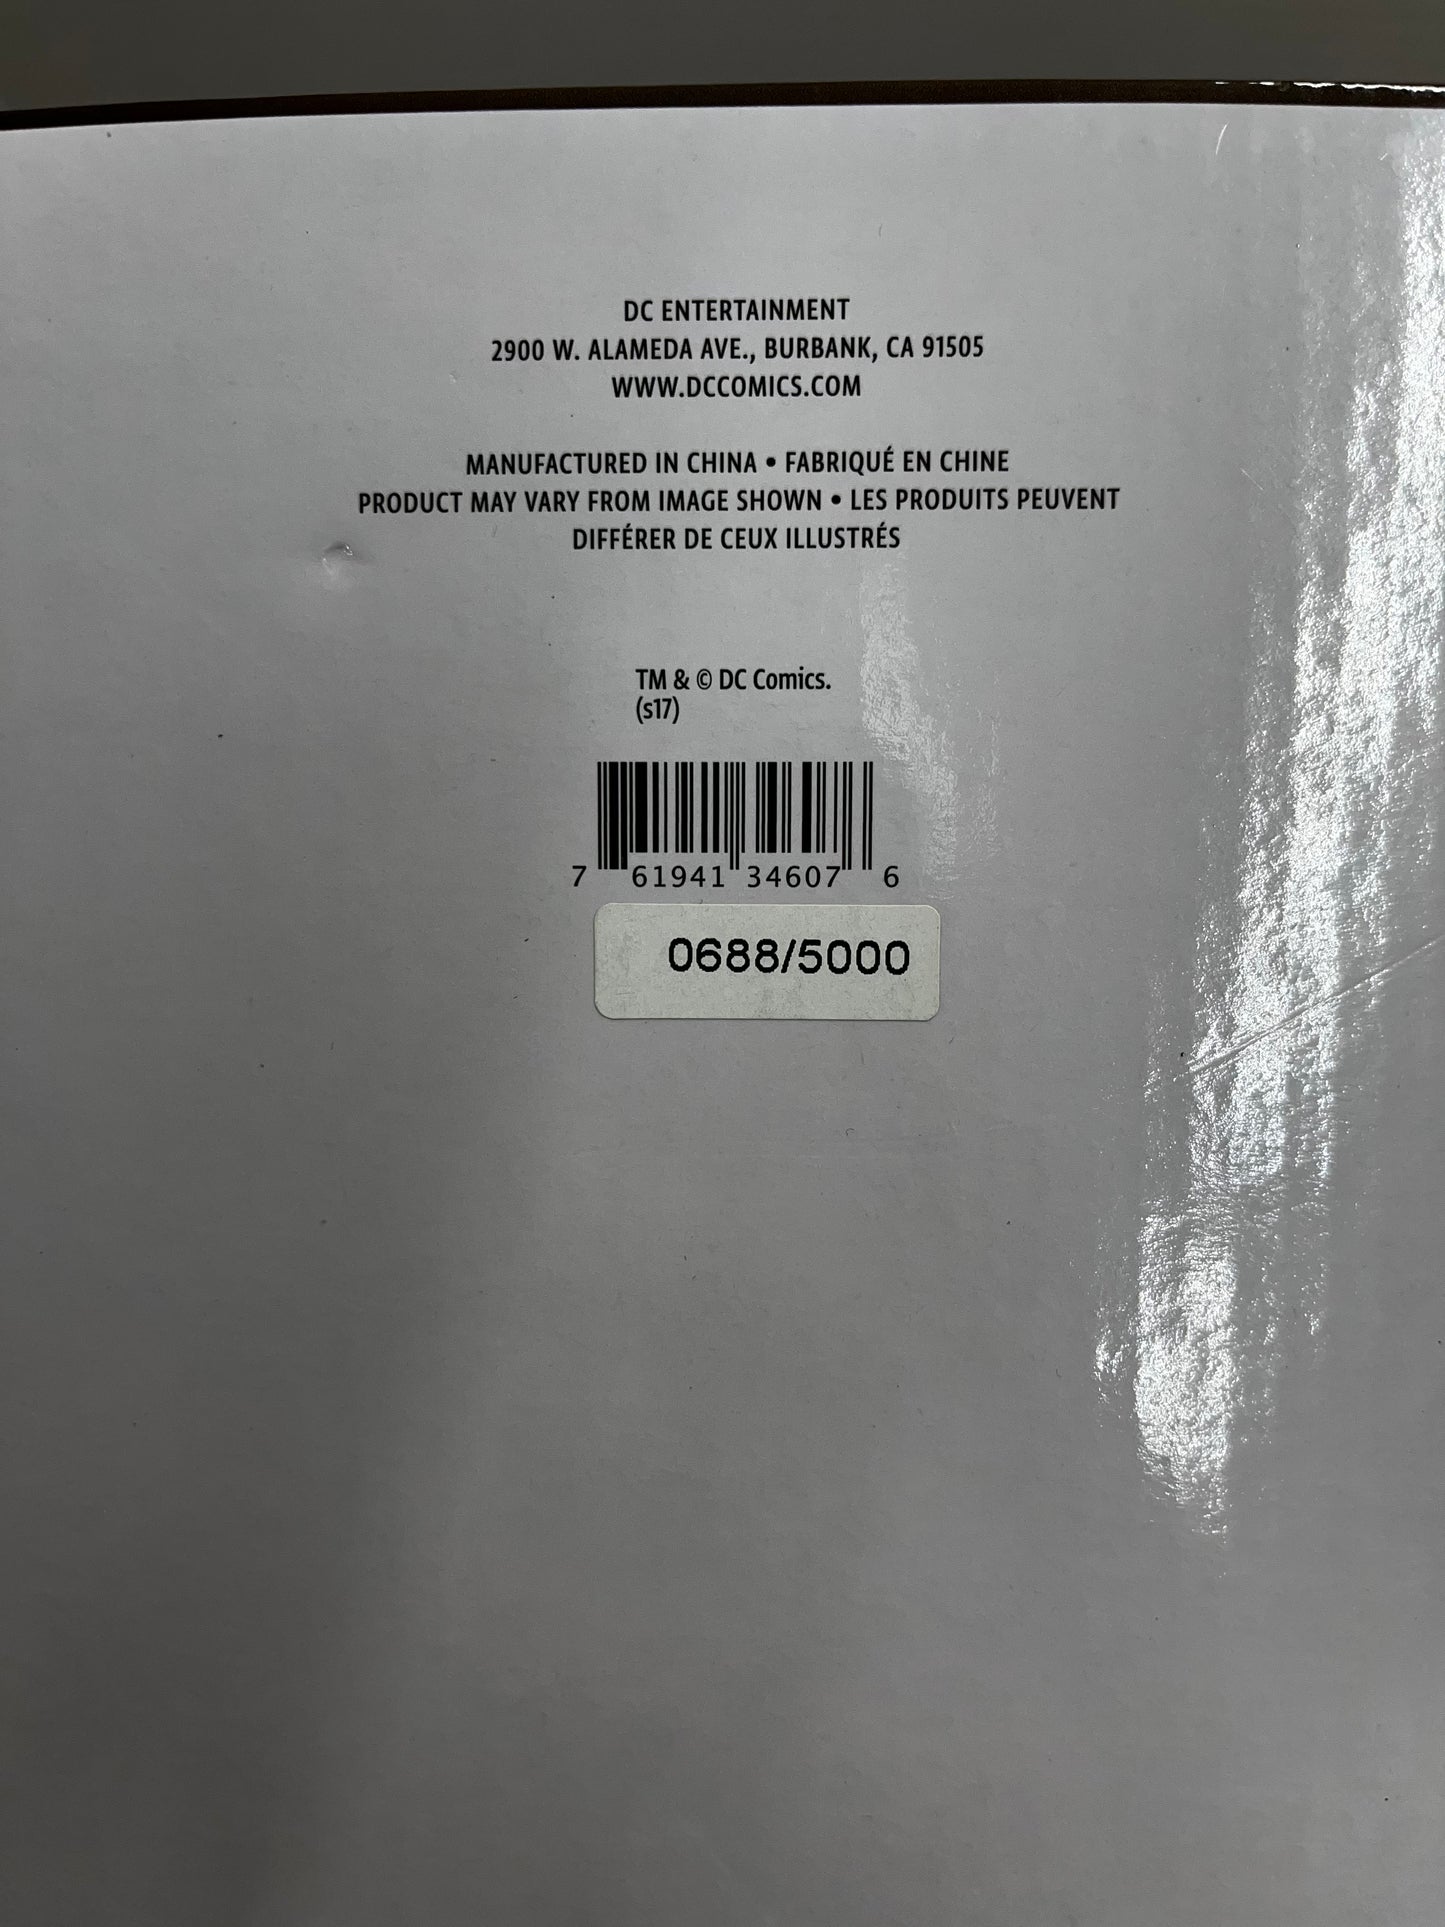 DC ENTERTAINMENT
2900 W. ALAMEDA AVE., BURBANK, CA 91505
WWW.DCCOMICS.COM
MANUFACTURED IN CHINA • FABRIQUÉ EN CHINE
PRODUCT MAY VARY FROM IMAGE SHOWN • LES PRODUITS PEUVENT
DIFFÉRER DE CEUX ILLUSTRÉS
TM & © DC Comics.
(s17)
7 61941 34607 6
0688/5000